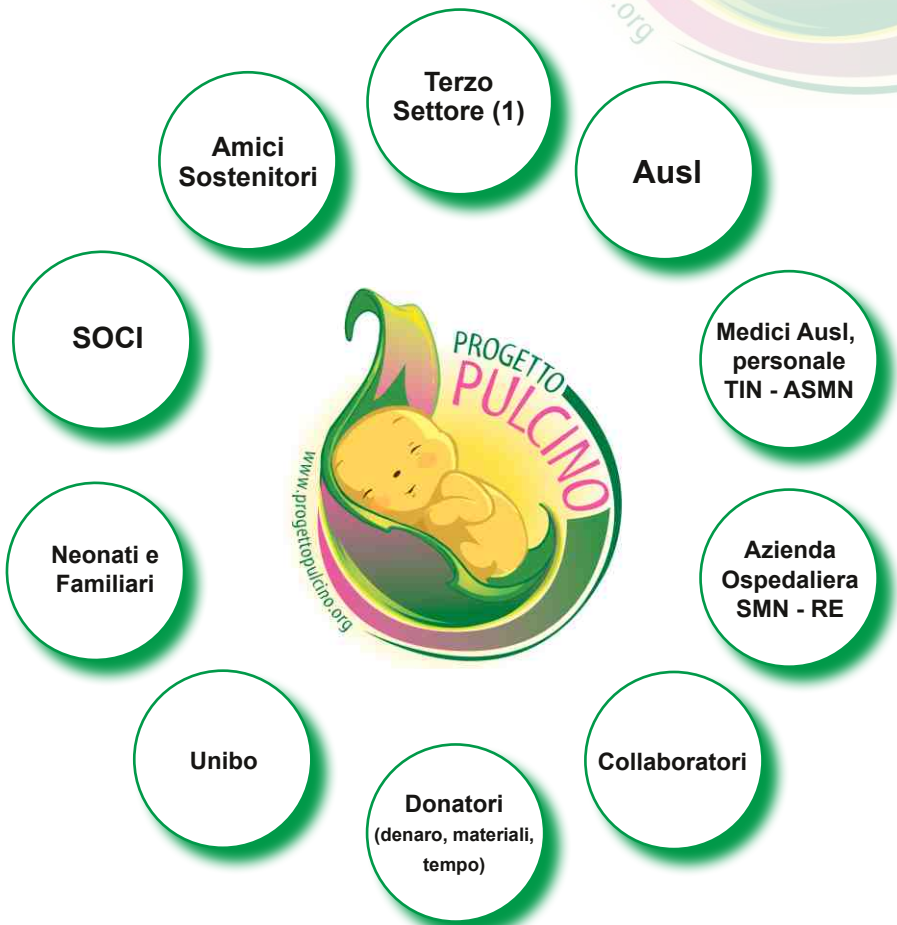 .org
Terzo
Settore (1)
Amici
Sostenitori
Ausl
SOCI
Medici Ausl,
personale
TIN - ASMN
PROGETTO
PULCINO
www.progettopulcino.org
Neonati e
Familiari
Azienda
Ospedaliera
SMN - RE
Unibo
Collaboratori
Donatori
(denaro, materiali,
tempo)